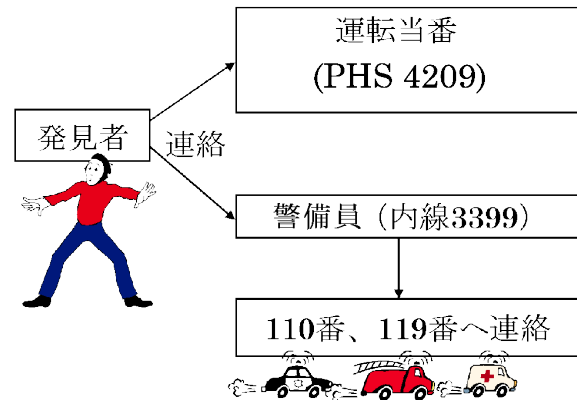 運転当番
(PHS 4209)
発見者
連絡
警備員（内線3399）
110番、119番へ連絡